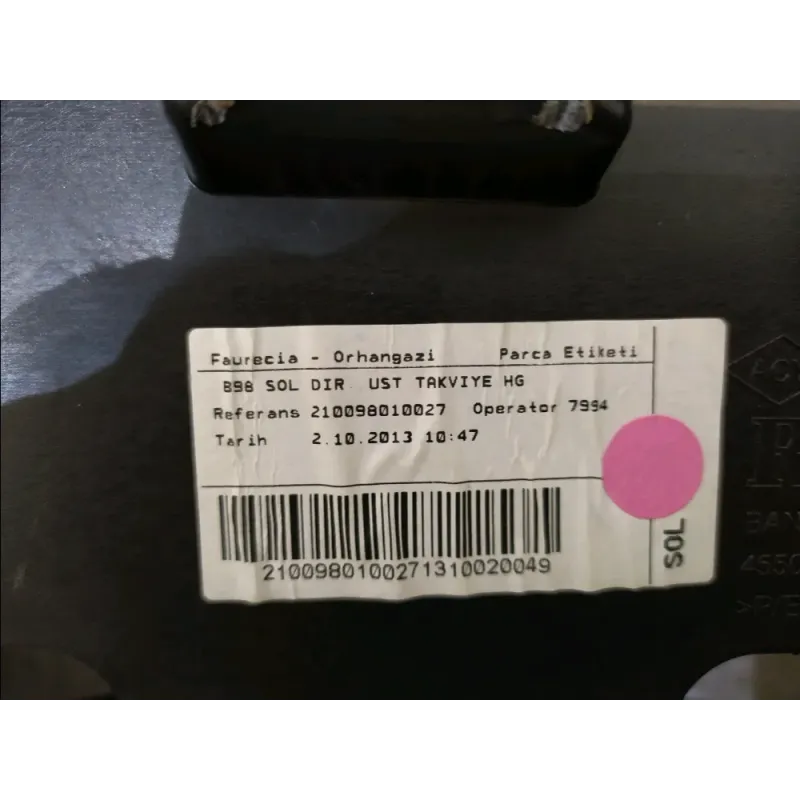 Faurecia - Orhangazi Parca Etiketi
B98 SOL DIR. UST TAKVIYE HG
Referans 210098010027 Operator 7994
Tarih 2.10.2013 10:47
2100980100271310020049
SOL